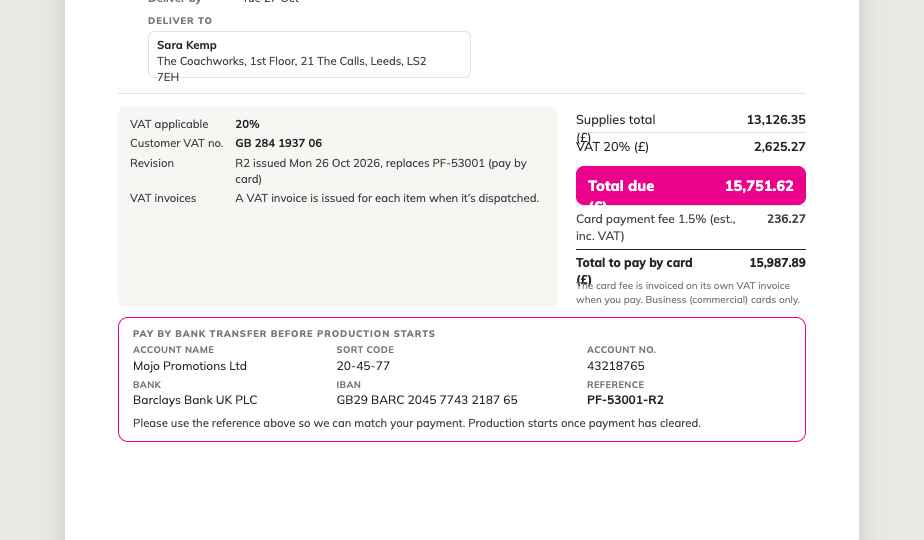 Deliver by Tue 27 Oct
DELIVER TO
Sara Kemp
The Coachworks, 1st Floor, 21 The Calls, Leeds, LS2
7EH
VAT applicable 20%
Customer VAT no. GB 284 1937 06
Revision R2 issued Mon 26 Oct 2026, replaces PF-53001 (pay by
card)
VAT invoices A VAT invoice is issued for each item when it's dispatched.
Supplies total 13,126.35
(£)
VAT 20% (£) 2,625.27
Total due 15,751.62
(£)
Card payment fee 1.5% (est., 236.27
inc. VAT)
Total to pay by card 15,987.89
(£)
The card fee is invoiced on its own VAT invoice
when you pay. Business (commercial) cards only.
PAY BY BANK TRANSFER BEFORE PRODUCTION STARTS
ACCOUNT NAME SORT CODE ACCOUNT NO.
Mojo Promotions Ltd 20-45-77 43218765
BANK IBAN REFERENCE
Barclays Bank UK PLC GB29 BARC 2045 7743 2187 65 PF-53001-R2
Please use the reference above so we can match your payment. Production starts once payment has cleared.